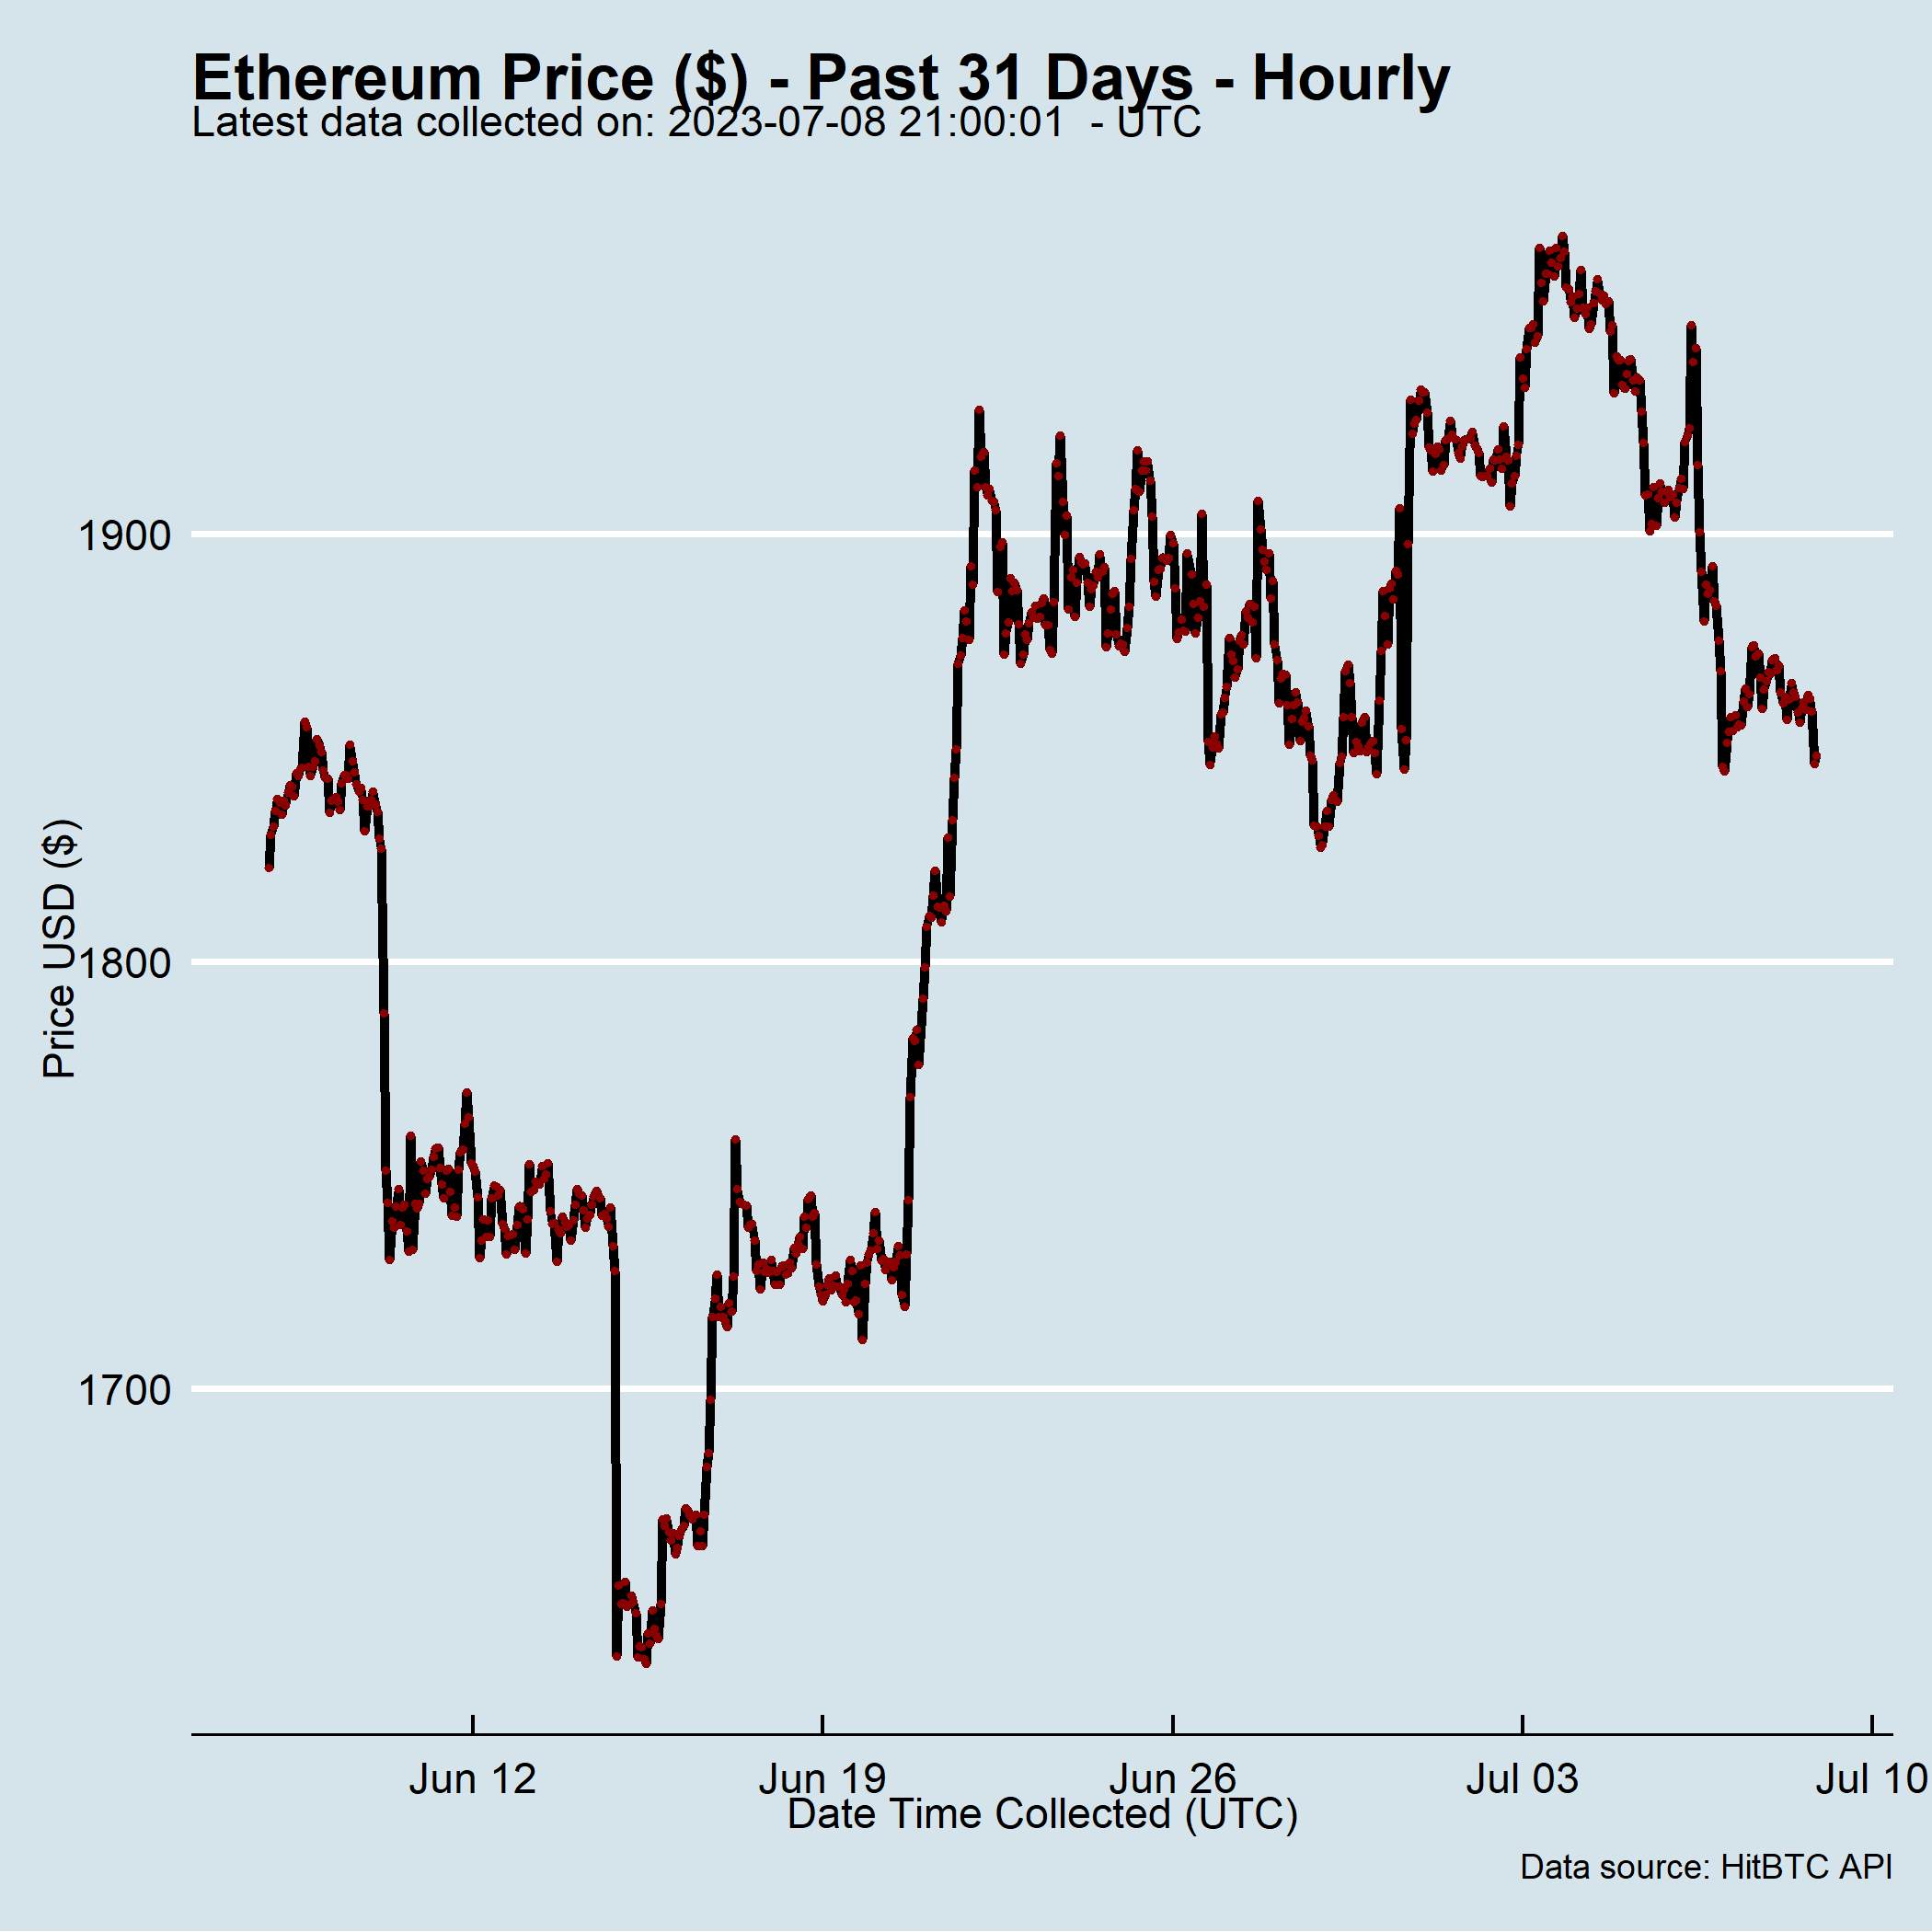 Ethereum Price ($) - Past 31 Days - Hourly
Latest data collected on: 2023-07-08 21:00:01  - UTC
Price USD ($)
1900
1800
1700
Jun 12
Jun 19
Jun 26
Jul 03
Jul 10
Date Time Collected (UTC)
Data source: HitBTC API